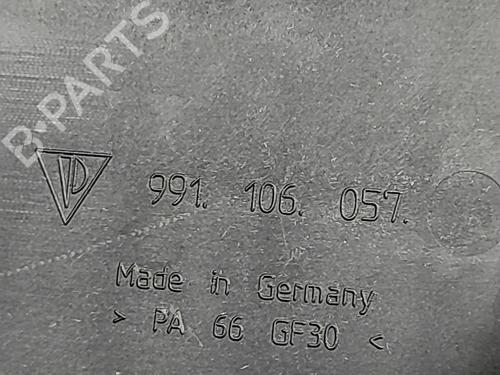 B-PARTS
991. 106. 057.
Made in Germany
> PA 66 GF30 <